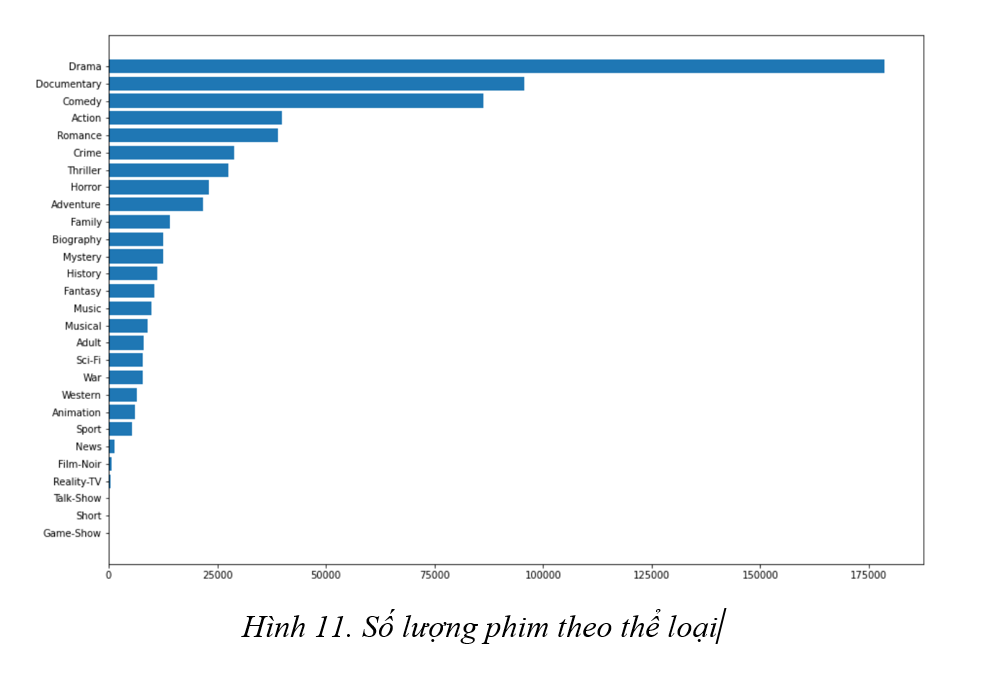 Drama
Documentary
Comedy
Action
Romance
Crime
Thriller
Horror
Adventure
Family
Biography
Mystery
History
Fantasy
Music
Musical
Adult
Sci-Fi
War
Western
Animation
Sport
News
Film-Noir
Reality-TV
Talk-Show
Short
Game-Show
0 25000 50000 75000 100000 125000 150000 175000
Hình 11. Số lượng phim theo thể loại